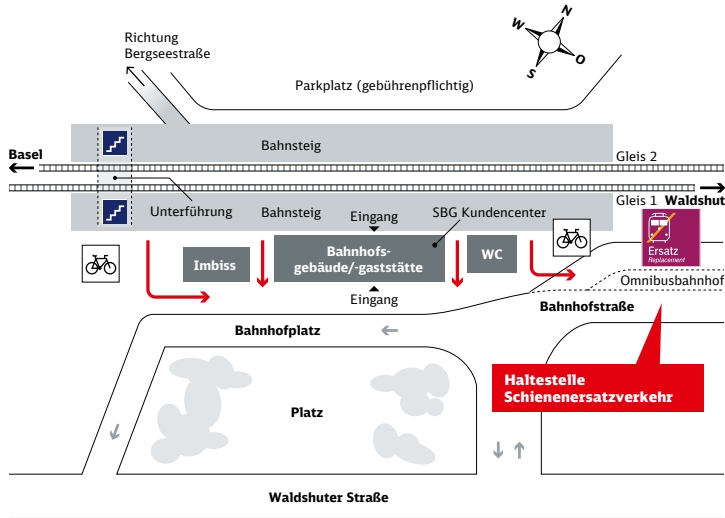 N
W
O
S
Richtung
Bergseestraße
Parkplatz (gebührenpflichtig)
Bahnsteig
Basel
Gleis 2
Gleis 1 Waldshut
Unterführung
Bahnsteig
Eingang
SBG Kundencenter
Imbiss
Bahnhofs-
gebäude/-gaststätte
WC
Ersatz
Replacement
Eingang
Omnibusbahnhof
Bahnhofstraße
Bahnhofplatz
Haltestelle
Schienenersatzverkehr
Platz
Waldshuter Straße